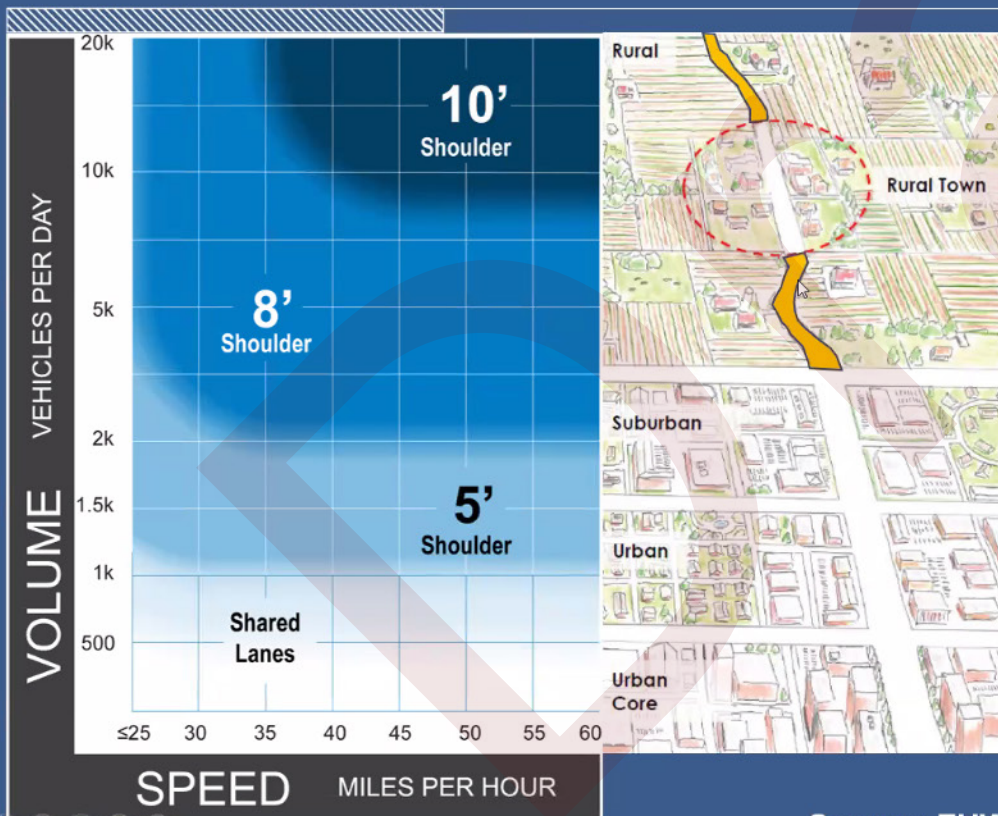 20k
10k
5k
2k
1.5k
1k
500
VOLUME VEHICLES PER DAY
10’
Shoulder
8’
Shoulder
5’
Shoulder
Shared
Lanes
≤25 30 35 40 45 50 55 60
SPEED MILES PER HOUR
Rural
Rural Town
Suburban
Urban
Urban
Core